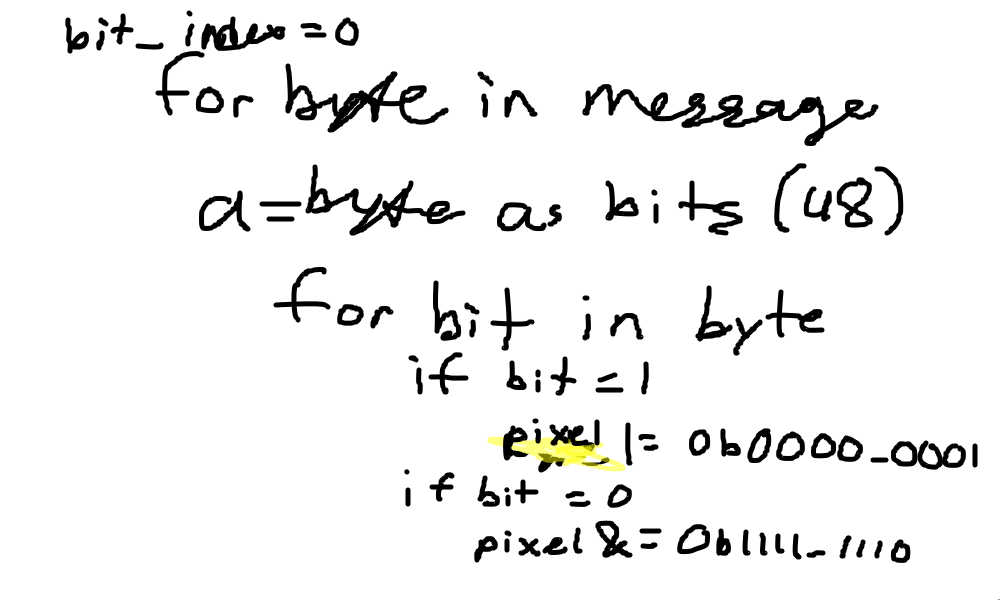 bit_index=0
for byte in message
a=byte as bits (48)
for bit in byte
if bit = 1
pixel |= 0b0000_0001
if bit = 0
pixel &= 0b1111_1110